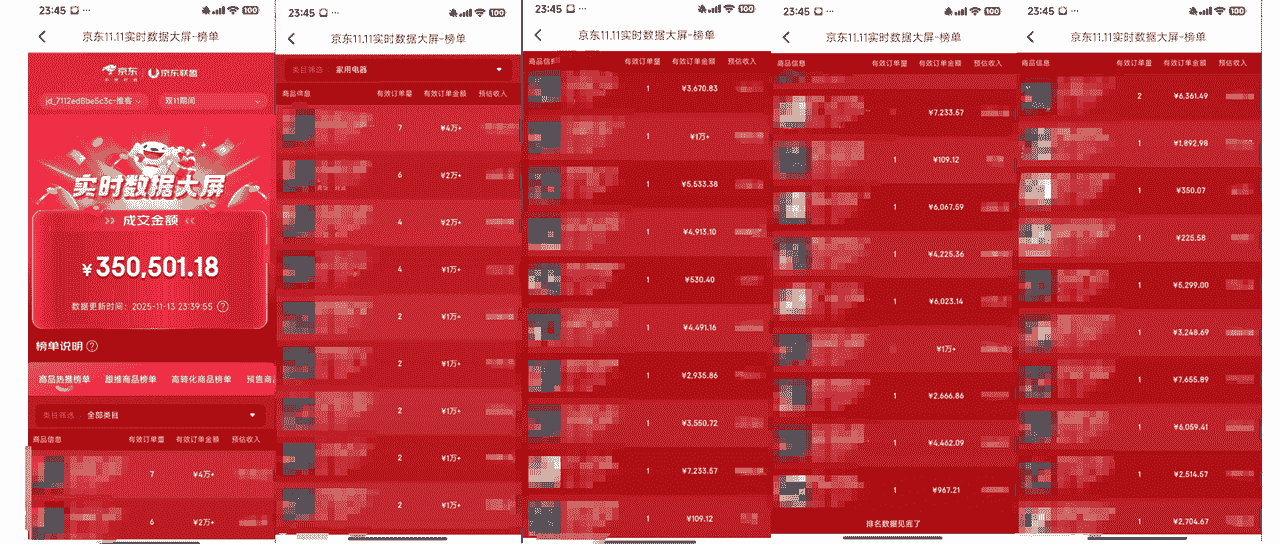 23:45
100
京东11.11实时数据大屏-榜单
京东
京东联盟
jd_7112ed8be5c3c-推客
双11期间
实时数据大屏
成交金额
¥350,501.18
数据更新时间:2025-11-13 23:39:55
榜单说明
商品热推榜单
高转化商品榜单
预售商
类目筛选
全部类目
商品信息 有效订单量 有效订单金额 预估收入
7 ¥4万+
6 ¥2万+
23:45
100
京东11.11实时数据大屏-榜单
类目筛选:家用电器
商品信息 有效订单量 有效订单金额 预估收入
7 ¥4万+
6 ¥2万+
4 ¥2万+
4 ¥1万+
2 ¥1万+
2 ¥1万+
2 ¥1万+
2 ¥1万+
2 ¥1万+
23:45
100
京东11.11实时数据大屏-榜单
商品信息 有效订单量 有效订单金额 预估收入
1 ¥3,670.83
1 ¥1万+
1 ¥5,533.38
1 ¥4,913.10
1 ¥530.40
1 ¥4,491.16
1 ¥2,935.86
1 ¥3,550.72
1 ¥7,233.57
1 ¥109.12
23:45
100
京东11.11实时数据大屏-榜单
商品信息 有效订单量 有效订单金额 预估收入
¥7,233.57
1 ¥109.12
1 ¥6,067.59
1 ¥4,225.36
1 ¥6,023.14
¥1万+
1 ¥2,666.86
1 ¥4,462.09
1 ¥967.21
排名数据见底了
23:45
100
京东11.11实时数据大屏-榜单
商品信息 有效订单量 有效订单金额 预估收入
2 ¥6,361.49
1 ¥1,892.98
1 ¥350.07
1 ¥225.58
1 ¥5,299.00
1 ¥3,248.69
1 ¥7,655.89
1 ¥6,059.41
1 ¥2,514.57
1 ¥2,704.67